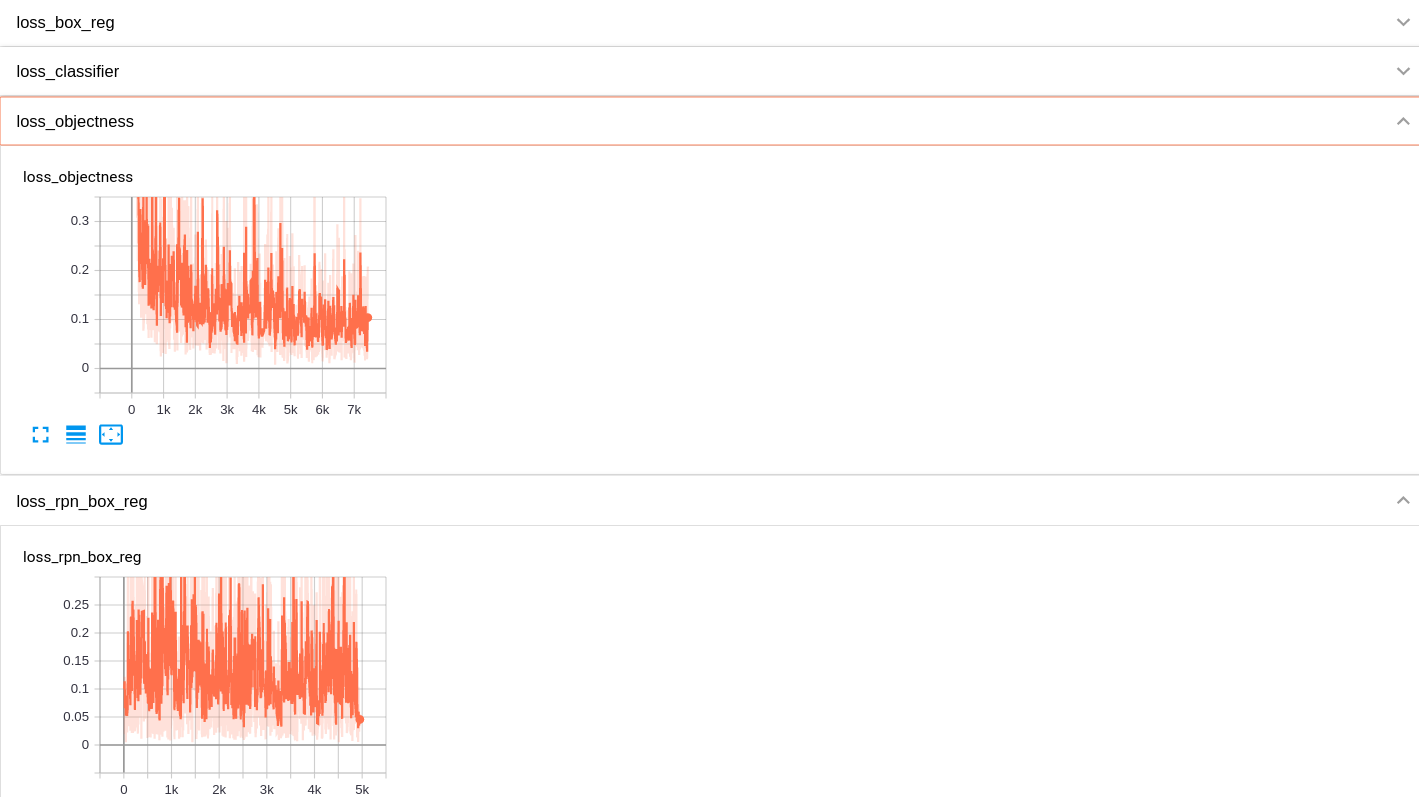 loss_box_reg
loss_classifier
loss_objectness
loss_objectness
0.3
0.2
0.1
0
0 1k 2k 3k 4k 5k 6k 7k
loss_rpn_box_reg
loss_rpn_box_reg
0.25
0.2
0.15
0.1
0.05
0
0 1k 2k 3k 4k 5k